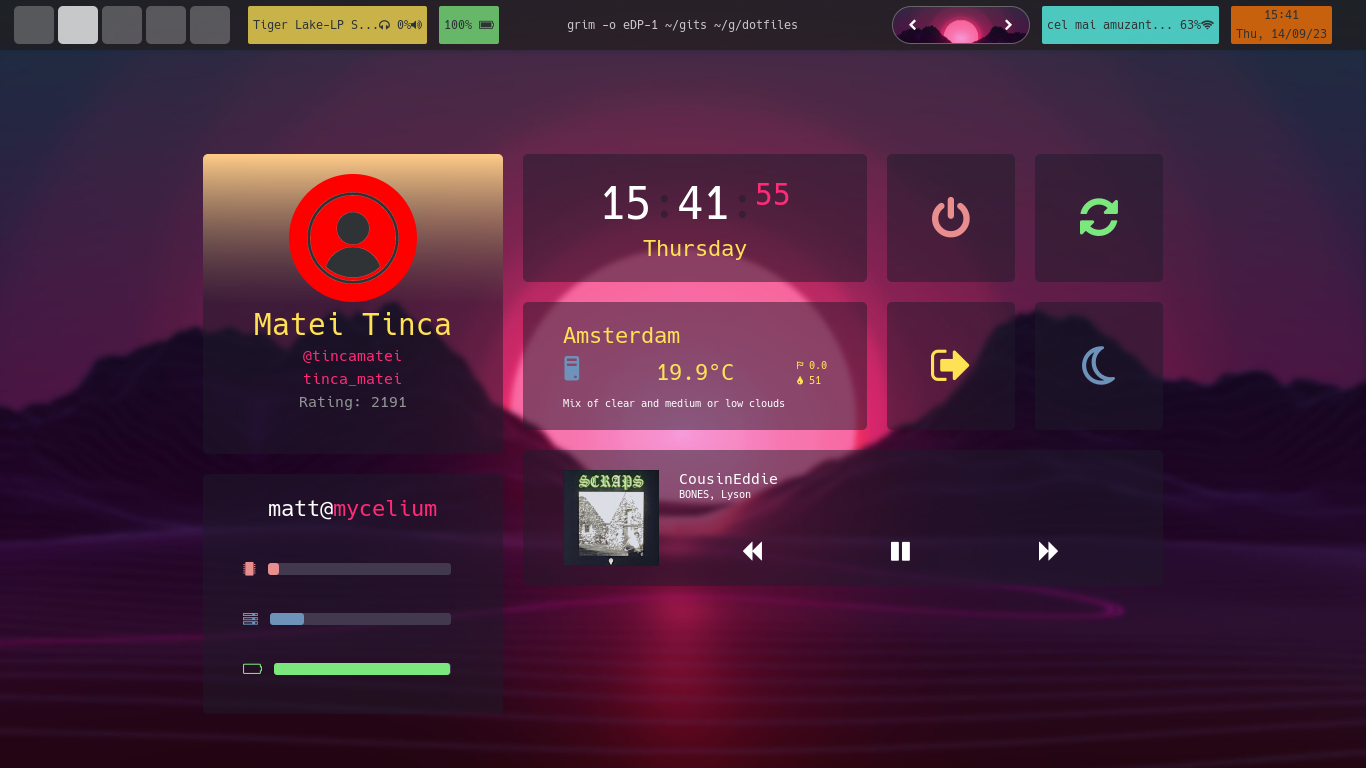 Tiger Lake-LP S... 0%
100%
grim -o eDP-1 ~/gits ~/g/dotfiles
cel mai amuzant... 63%
15:41
Thu, 14/09/23
Matei Tinca
@tincamatei
tinca_matei
Rating: 2191
15:41:55
Thursday
Amsterdam
19.9°C
0.0
51
Mix of clear and medium or low clouds
SCRAPS
CousinEddie
BONES, Lyson
matt@mycelium